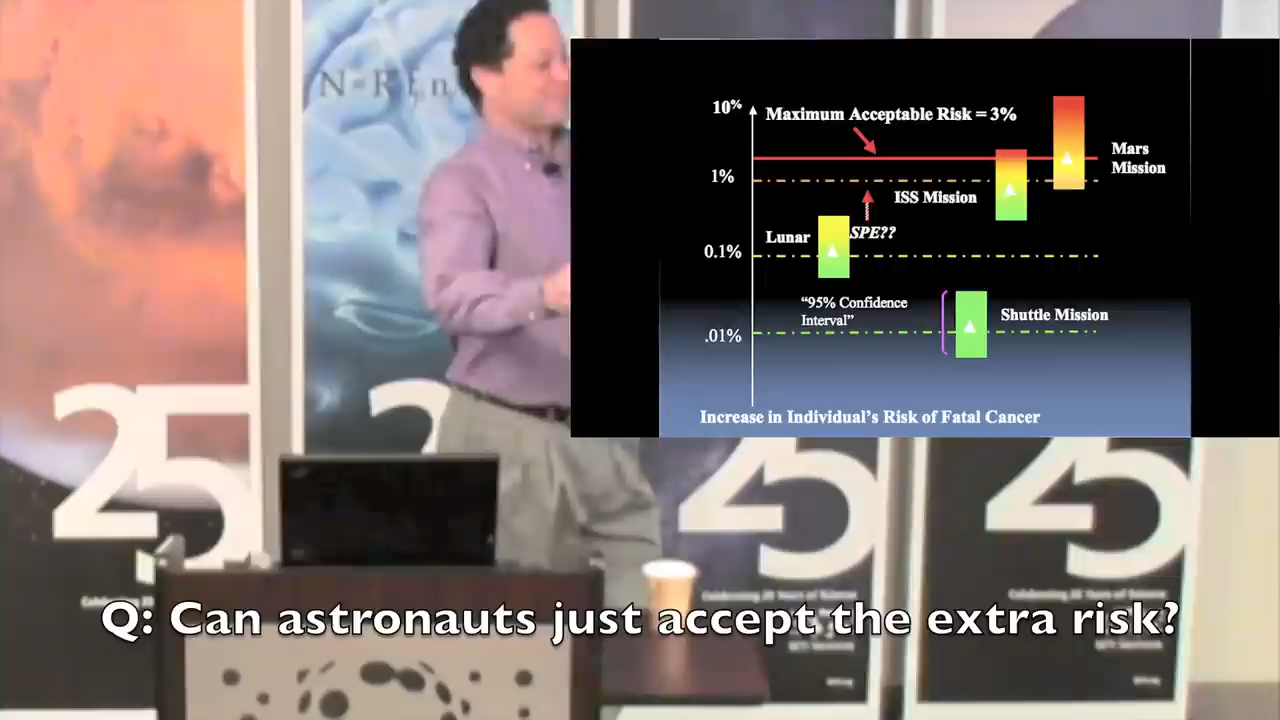 10%
Maximum Acceptable Risk = 3%
Mars
Mission
1%
ISS Mission
SPE??
Lunar
0.1%
"95% Confidence
Interval"
Shuttle Mission
.01%
Increase in Individual's Risk of Fatal Cancer
25
2
25
25
Q: Can astronauts just accept the extra risk?